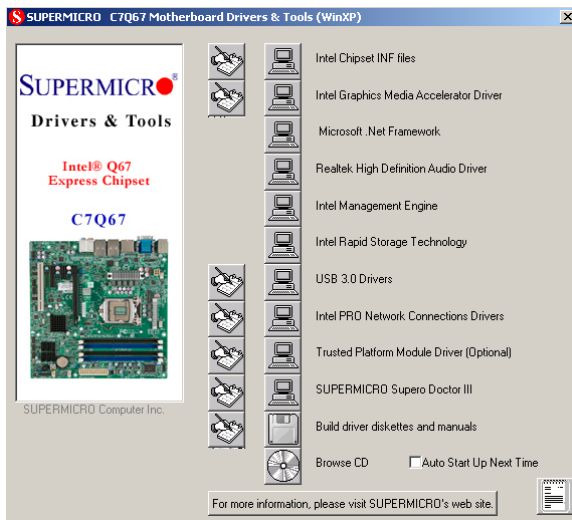 SUPERMICRO C7Q67 Motherboard Drivers & Tools (WinXP)
SUPERMICRO®
Drivers & Tools
Intel® Q67
Express Chipset
C7Q67
SUPERMICRO Computer Inc.
Intel Chipset INF files
Intel Graphics Media Accelerator Driver
Microsoft .Net Framework
Realtek High Definition Audio Driver
Intel Management Engine
Intel Rapid Storage Technology
USB 3.0 Drivers
Intel PRO Network Connections Drivers
Trusted Platform Module Driver (Optional)
SUPERMICRO Supero Doctor III
Build driver diskettes and manuals
Browse CD
Auto Start Up Next Time
For more information, please visit SUPERMICRO's web site.